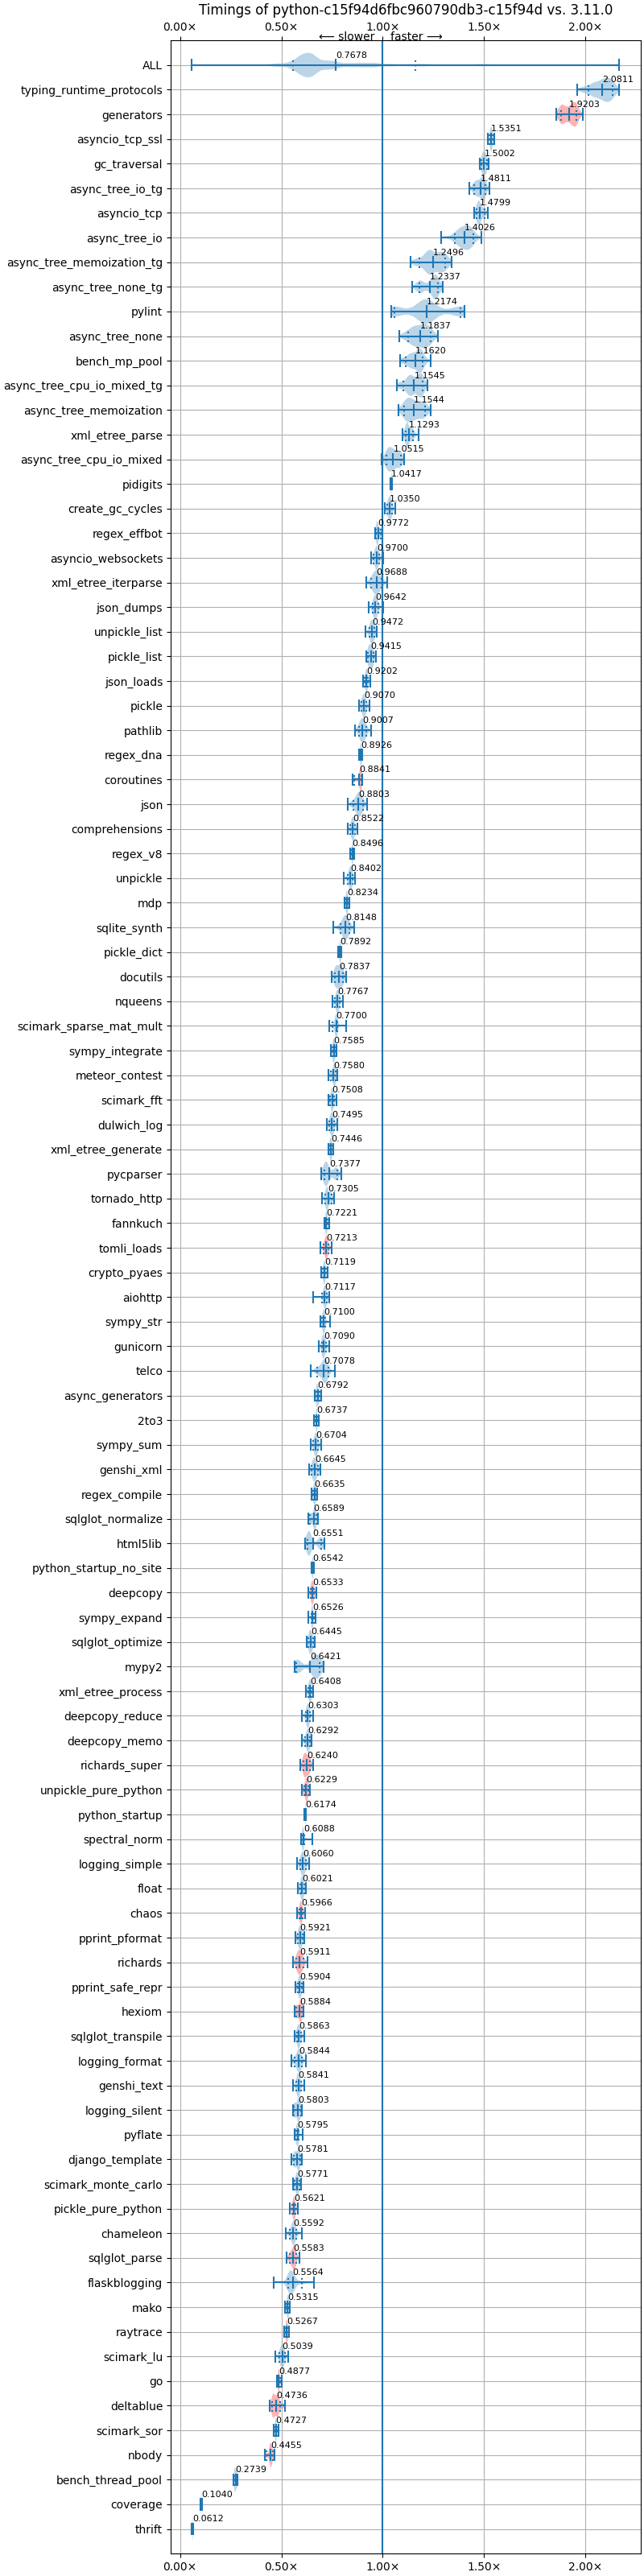 Timings of python-c15f94d6fbc960790db3-c15f94d vs. 3.11.0
0.00× 0.50× 1.00× 1.50× 2.00×
⟵ slower faster ⟶
ALL 0.7678
typing_runtime_protocols 2.0811
generators 1.9203
asyncio_tcp_ssl 1.5351
gc_traversal 1.5002
async_tree_io_tg 1.4811
asyncio_tcp 1.4799
async_tree_io 1.4026
async_tree_memoization_tg 1.2496
async_tree_none_tg 1.2337
pylint 1.2174
async_tree_none 1.1837
bench_mp_pool 1.1620
async_tree_cpu_io_mixed_tg 1.1545
async_tree_memoization 1.1544
xml_etree_parse 1.1293
async_tree_cpu_io_mixed 1.0515
pidigits 1.0417
create_gc_cycles 1.0350
regex_effbot 0.9772
asyncio_websockets 0.9700
xml_etree_iterparse 0.9688
json_dumps 0.9642
unpickle_list 0.9472
pickle_list 0.9415
json_loads 0.9202
pickle 0.9070
pathlib 0.9007
regex_dna 0.8926
coroutines 0.8841
json 0.8803
comprehensions 0.8522
regex_v8 0.8496
unpickle 0.8402
mdp 0.8234
sqlite_synth 0.8148
pickle_dict 0.7892
docutils 0.7837
nqueens 0.7767
scimark_sparse_mat_mult 0.7700
sympy_integrate 0.7585
meteor_contest 0.7580
scimark_fft 0.7508
dulwich_log 0.7495
xml_etree_generate 0.7446
pycparser 0.7377
tornado_http 0.7305
fannkuch 0.7221
tomli_loads 0.7213
crypto_pyaes 0.7119
aiohttp 0.7117
sympy_str 0.7100
gunicorn 0.7090
telco 0.7078
async_generators 0.6792
2to3 0.6737
sympy_sum 0.6704
genshi_xml 0.6645
regex_compile 0.6635
sqlglot_normalize 0.6589
html5lib 0.6551
python_startup_no_site 0.6542
deepcopy 0.6533
sympy_expand 0.6526
sqlglot_optimize 0.6445
mypy2 0.6421
xml_etree_process 0.6408
deepcopy_reduce 0.6303
deepcopy_memo 0.6292
richards_super 0.6240
unpickle_pure_python 0.6229
python_startup 0.6174
spectral_norm 0.6088
logging_simple 0.6060
float 0.6021
chaos 0.5966
pprint_pformat 0.5921
richards 0.5911
pprint_safe_repr 0.5904
hexiom 0.5884
sqlglot_transpile 0.5863
logging_format 0.5844
genshi_text 0.5841
logging_silent 0.5803
pyflate 0.5795
django_template 0.5781
scimark_monte_carlo 0.5771
pickle_pure_python 0.5621
chameleon 0.5592
sqlglot_parse 0.5583
flaskblogging 0.5564
mako 0.5315
raytrace 0.5267
scimark_lu 0.5039
go 0.4877
deltablue 0.4736
scimark_sor 0.4727
nbody 0.4455
bench_thread_pool 0.2739
coverage 0.1040
thrift 0.0612
0.00× 0.50× 1.00× 1.50× 2.00×